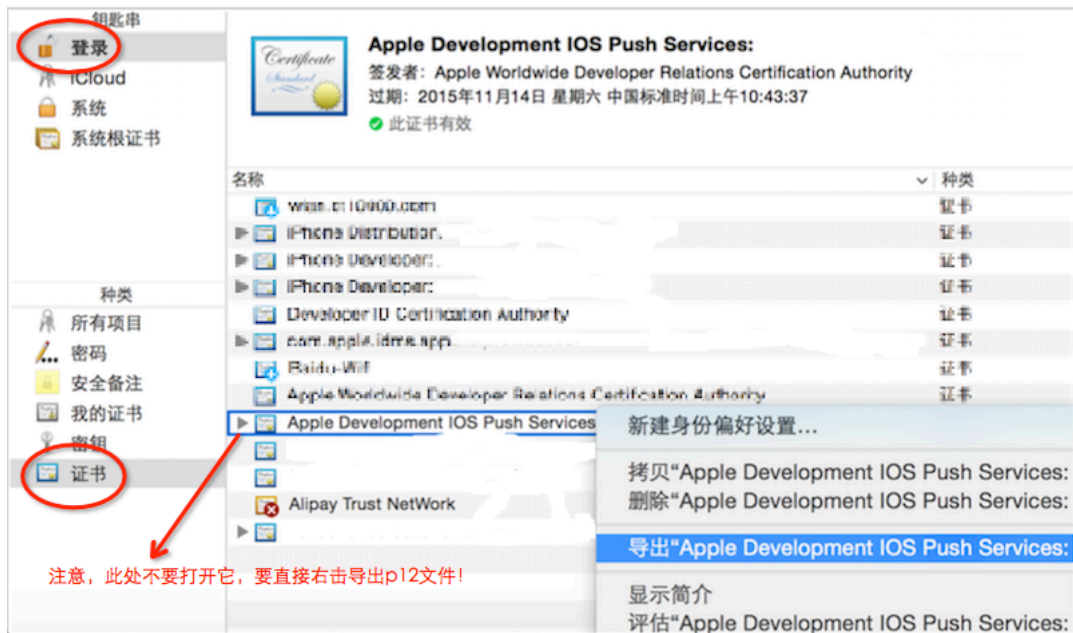 钥匙串
登录
iCloud
系统
系统根证书
Apple Development IOS Push Services:
签发者：Apple Worldwide Developer Relations Certification Authority
过期：2015年11月14日 星期六 中国标准时间上午10:43:37
此证书有效
名称
种类
证书
iPhone Distribution.
证书
iPhone Developer:
证书
iPhone Developer:
证书
Developer ID Certification Authority
证书
com.apple.idms.app.
证书
Baidu-Wifi
证书
Apple Worldwide Developer Relations Certification Authority
证书
Apple Development IOS Push Services
Alipay Trust NetWork
种类
所有项目
密码
安全备注
我的证书
密钥
证书
新建身份偏好设置...
拷贝“Apple Development IOS Push Services:
删除“Apple Development IOS Push Services:
导出“Apple Development IOS Push Services:
显示简介
评估“Apple Development IOS Push Services:
注意，此处不要打开它，要直接右击导出p12文件！